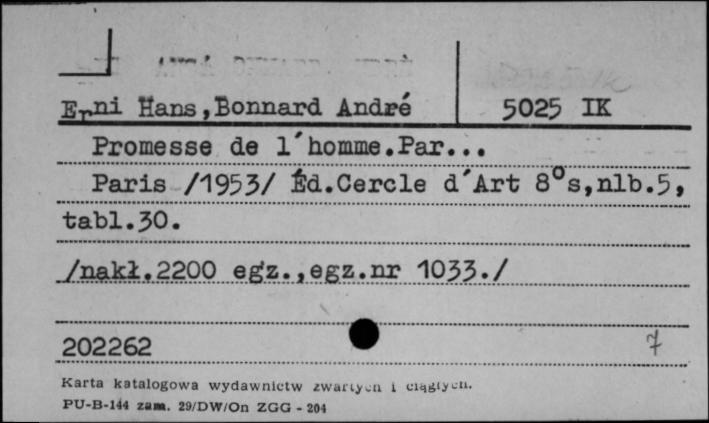 Erni Hans,Bonnard André
5025 IK
Promesse de l'homme.Par...
Paris /1953/ Éd.Cercle d'Art 8°s,nlb.5,
tabl.30.
/nakł.2200 egz.,egz.nr 1033./
202262
7
Karta katalogowa wydawnictw zwartych i ciągłych.
PU-B-144 zam. 29/DW/On ZGG - 204